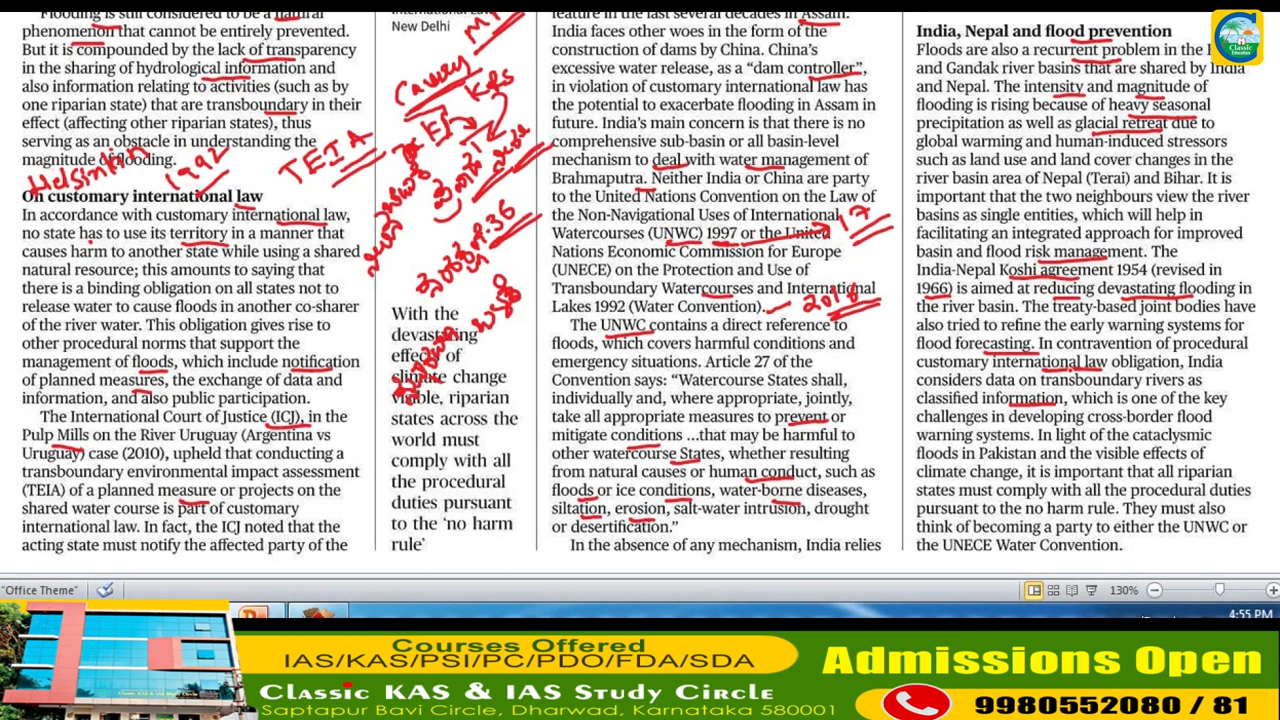 Flooding is still considered to be a natural
phenomenon that cannot be entirely prevented.
But it is compounded by the lack of transparency
in the sharing of hydrological information and
also information relating to activities (such as by
one riparian state) that are transboundary in their
effect (affecting other riparian states), thus
serving as an obstacle in understanding the
magnitude of flooding.
Helsinkin 1992 TEIA
On customary international law
In accordance with customary international law,
no state has to use its territory in a manner that
causes harm to another state while using a shared
natural resource; this amounts to saying that
there is a binding obligation on all states not to
release water to cause floods in another co-sharer
of the river water. This obligation gives rise to
other procedural norms that support the
management of floods, which include notification
of planned measures, the exchange of data and
information, and also public participation.
The International Court of Justice (ICJ), in the
Pulp Mills on the River Uruguay (Argentina vs
Uruguay) case (2010), upheld that conducting a
transboundary environmental impact assessment
(TEIA) of a planned measure or projects on the
shared water course is part of customary
international law. In fact, the ICJ noted that the
acting state must notify the affected party of the
New Delhi
Cauvery
KRS
36
With the
devastating
effects of
climate change
visible, riparian
states across the
world must
comply with all
the procedural
duties pursuant
to the ‘no harm
rule’
feature in the last several decades in Assam.
India faces other woes in the form of the
construction of dams by China. China’s
excessive water release, as a “dam controller”,
in violation of customary international law has
the potential to exacerbate flooding in Assam in
future. India’s main concern is that there is no
comprehensive sub-basin or all basin-level
mechanism to deal with water management of
Brahmaputra. Neither India or China are party
to the United Nations Convention on the Law of
the Non-Navigational Uses of International
Watercourses (UNWC) 1997 or the United
17
Nations Economic Commission for Europe
(UNECE) on the Protection and Use of
Transboundary Watercourses and International
Lakes 1992 (Water Convention).
2016
The UNWC contains a direct reference to
floods, which covers harmful conditions and
emergency situations. Article 27 of the
Convention says: “Watercourse States shall,
individually and, where appropriate, jointly,
take all appropriate measures to prevent or
mitigate conditions ...that may be harmful to
other watercourse States, whether resulting
from natural causes or human conduct, such as
floods or ice conditions, water-borne diseases,
siltation, erosion, salt-water intrusion, drought
or desertification.”
In the absence of any mechanism, India relies
India, Nepal and flood prevention
Floods are also a recurrent problem in the
and Gandak river basins that are shared by India
and Nepal. The intensity and magnitude of
flooding is rising because of heavy seasonal
precipitation as well as glacial retreat due to
global warming and human-induced stressors
such as land use and land cover changes in the
river basin area of Nepal (Terai) and Bihar. It is
important that the two neighbours view the river
basins as single entities, which will help in
facilitating an integrated approach for improved
basin and flood risk management. The
India-Nepal Koshi agreement 1954 (revised in
1966) is aimed at reducing devastating flooding in
the river basin. The treaty-based joint bodies have
also tried to refine the early warning systems for
flood forecasting. In contravention of procedural
customary international law obligation, India
considers data on transboundary rivers as
classified information, which is one of the key
challenges in developing cross-border flood
warning systems. In light of the cataclysmic
floods in Pakistan and the visible effects of
climate change, it is important that all riparian
states must comply with all the procedural duties
pursuant to the no harm rule. They must also
think of becoming a party to either the UNWC or
the UNECE Water Convention.
Classic
Education
"Office Theme"
130%
4:55 PM
Courses Offered
IAS/KAS/PSI/PC/PDO/FDA/SDA
Classic KAS & IAS Study Circle
Saptapur Bavi Circle, Dharwad, Karnataka 580001
Admissions Open
9980552080 / 81